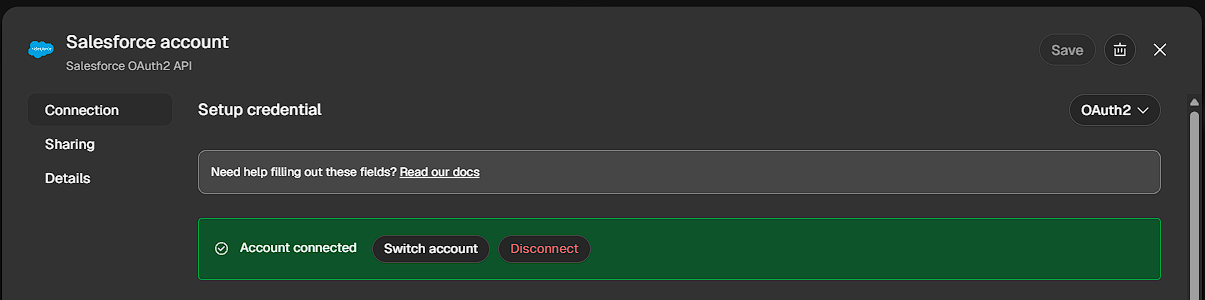 Salesforce account
Salesforce OAuth2 API
Save
Connection
Sharing
Details
Setup credential
OAuth2
Need help filling out these fields? Read our docs
Account connected
Switch account
Disconnect